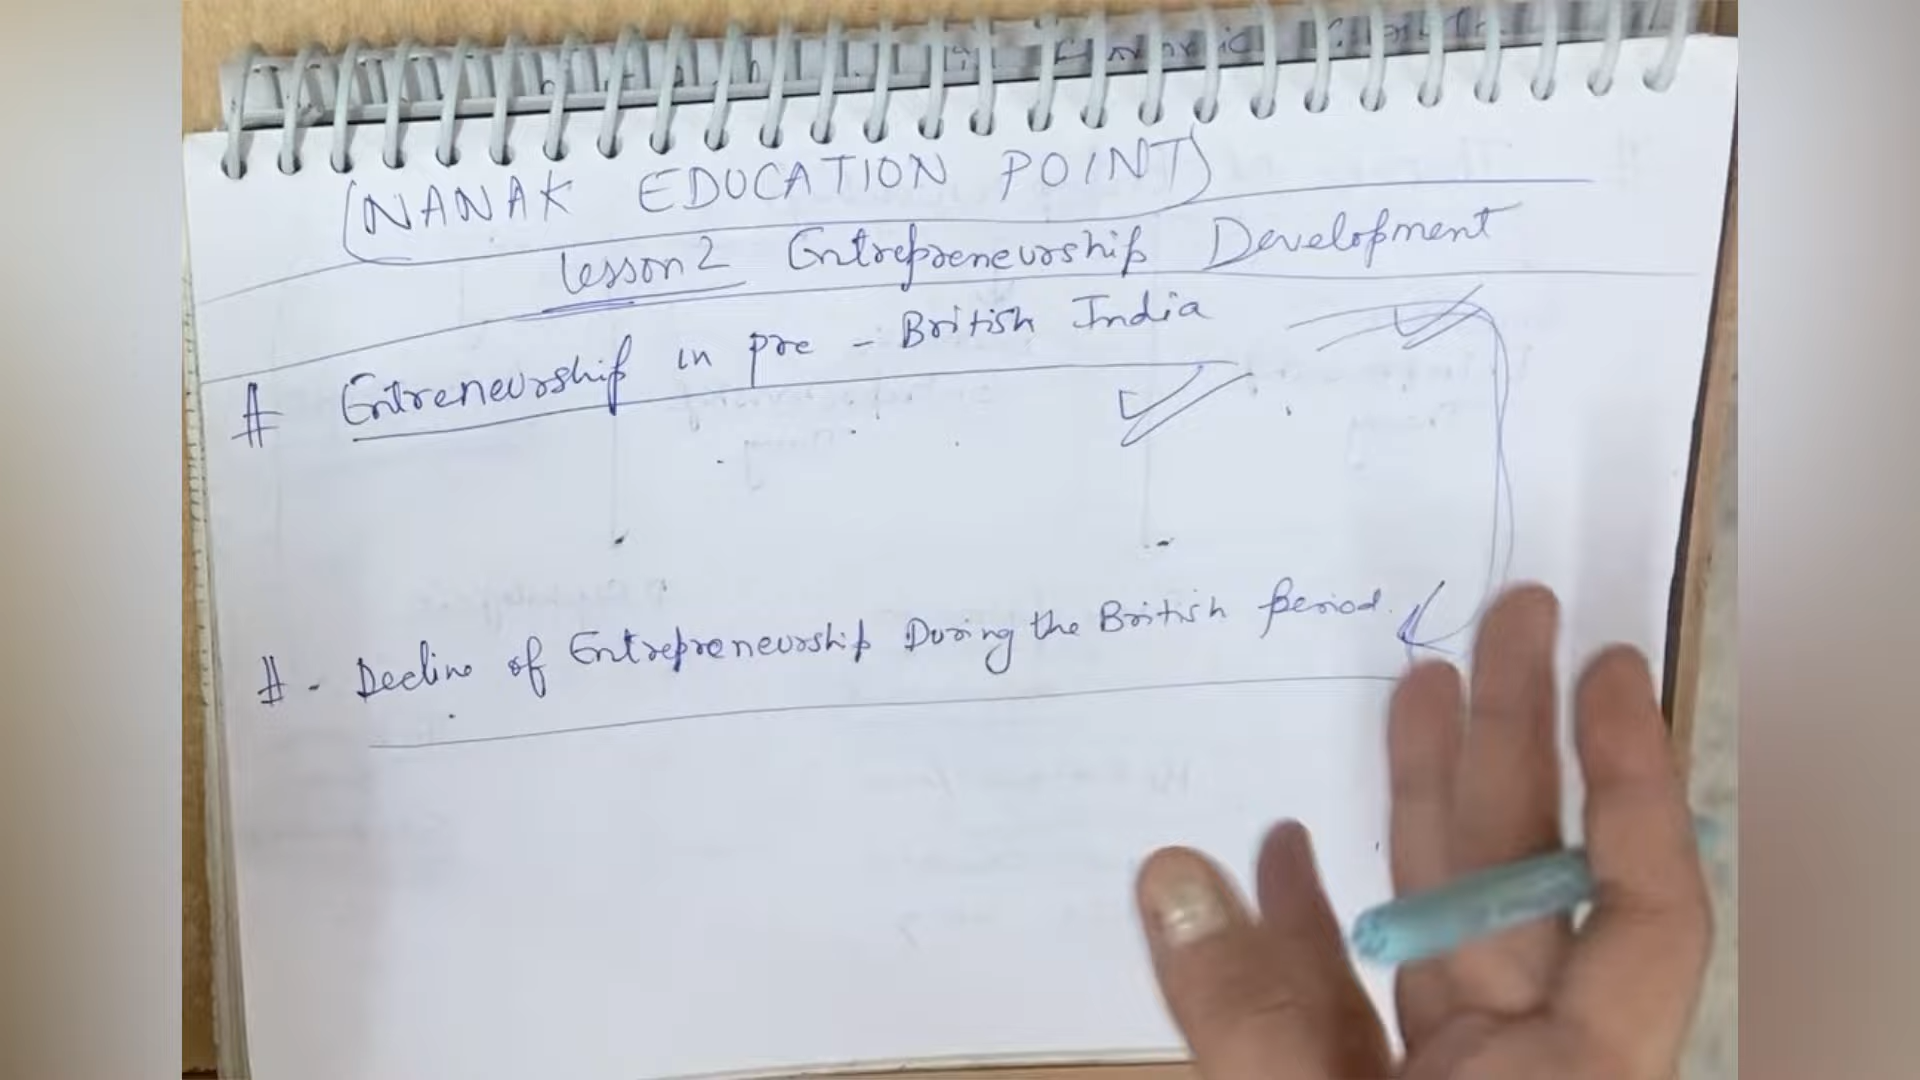 (NANAK EDUCATION POINT)
Lesson 2 Entrepreneurship Development
# Entreneurship in pre - British India
# - Decline of Entrepreneurship During the British Period.